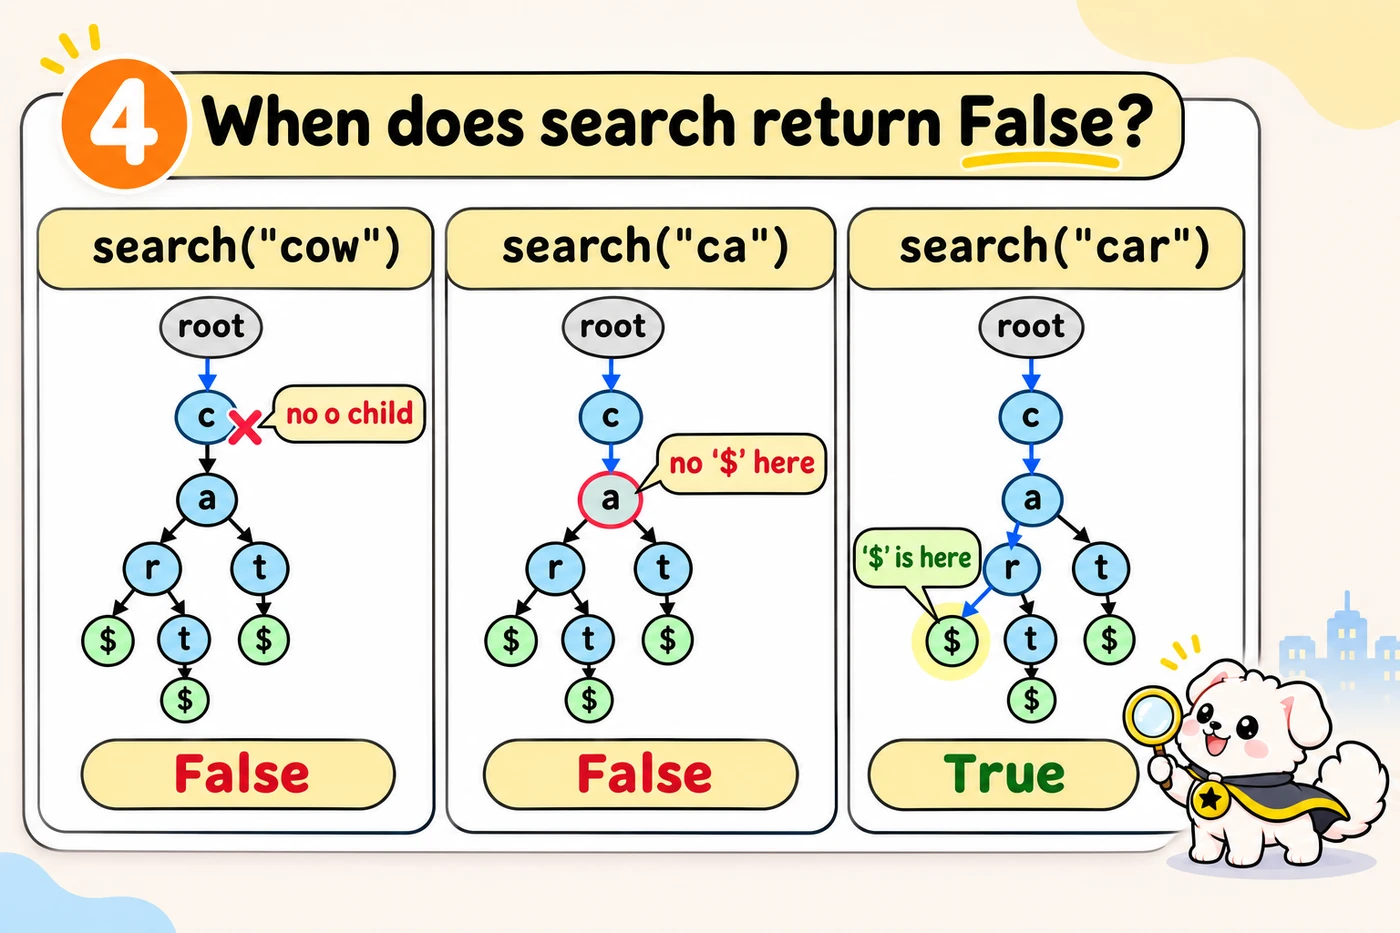 4
When does search return False?
search("cow")
root
c
no o child
a
r
t
$
t
$
$
False
search("ca")
root
c
no '$' here
a
r
t
$
t
$
$
False
search("car")
root
c
a
'$' is here
r
t
$
t
$
$
True